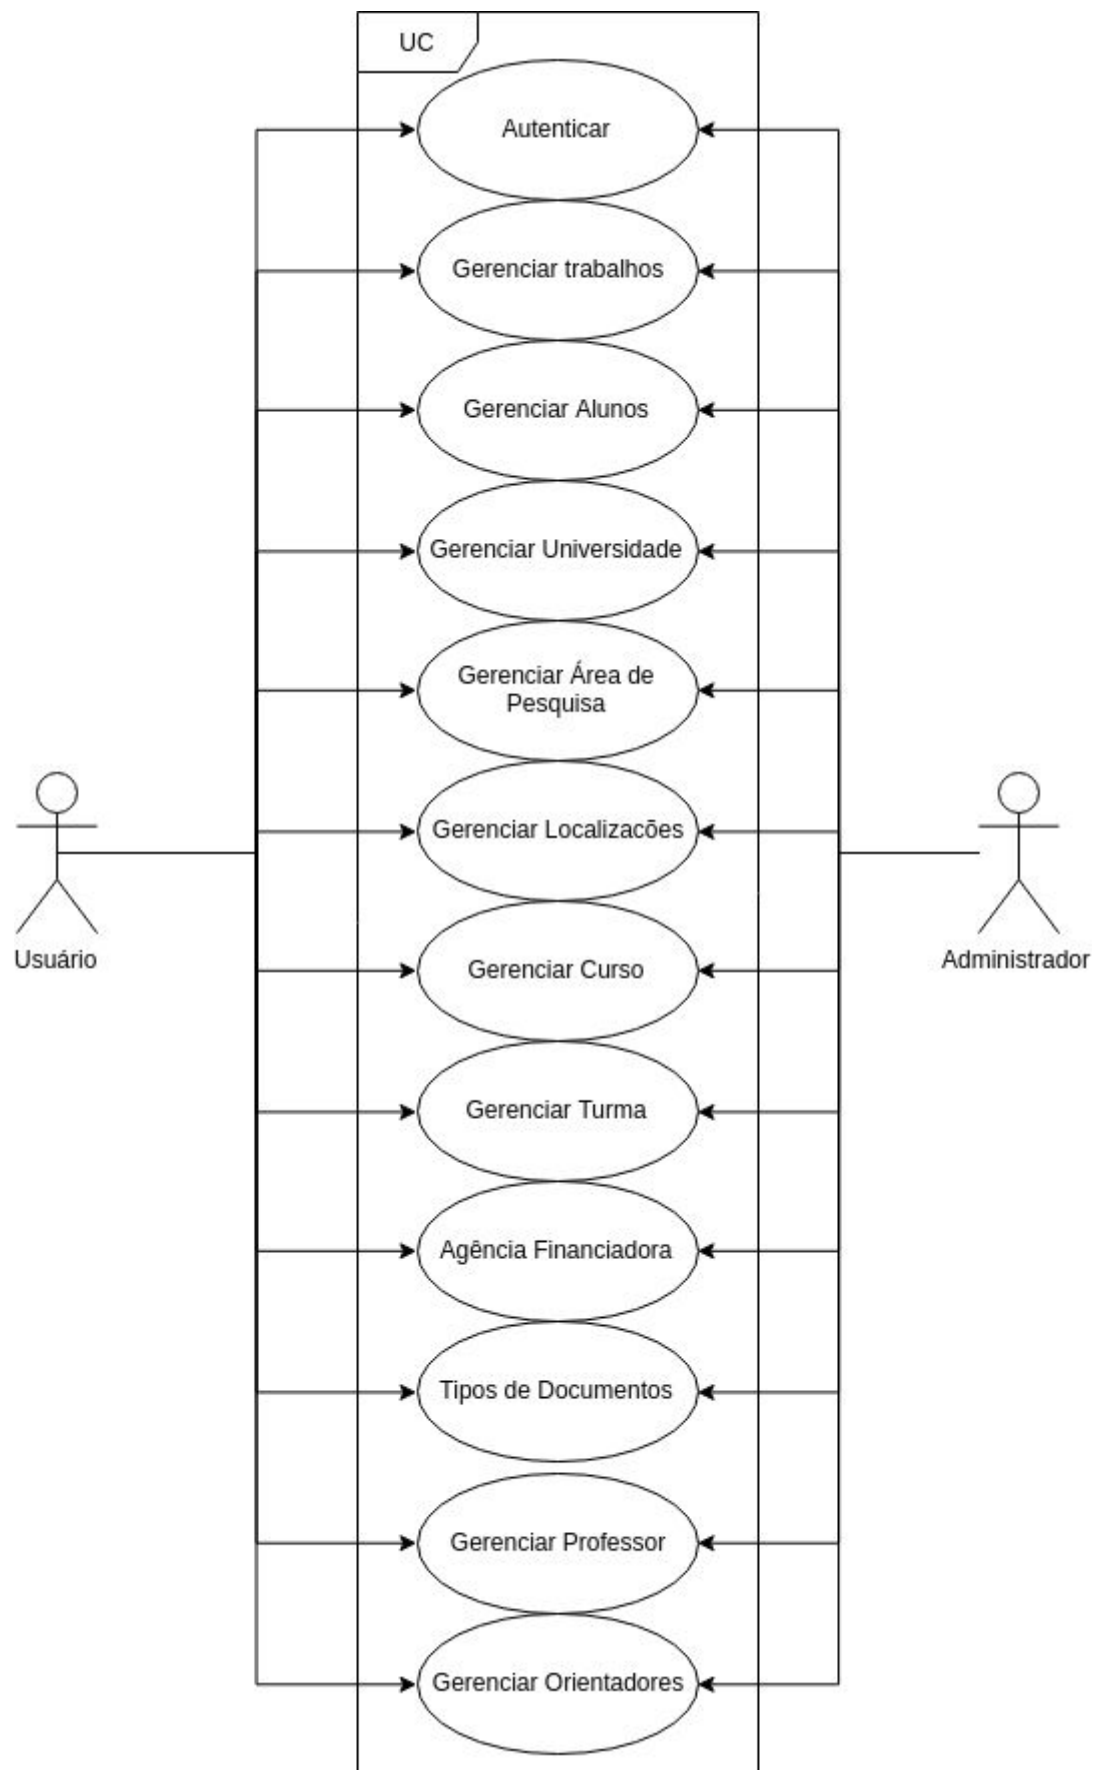 UC
Autenticar
Gerenciar trabalhos
Gerenciar Alunos
Gerenciar Universidade
Gerenciar Área de
Pesquisa
Gerenciar Localizacões
Usuário
Administrador
Gerenciar Curso
Gerenciar Turma
Agência Financiadora
Tipos de Documentos
Gerenciar Professor
Gerenciar Orientadores